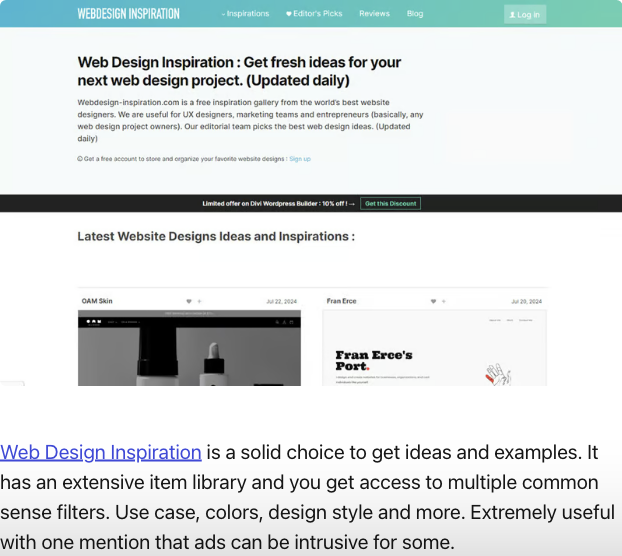 WEBDESIGN INSPIRATION
Inspirations
Editor's Picks
Reviews
Blog
Log In
Web Design Inspiration : Get fresh ideas for your
next web design project. (Updated daily)
Webdesign-inspiration.com is a free inspiration gallery from the world's best website
designers. We are useful for UX designers, marketing teams and entrepreneurs (basically, any
web design project owners). Our editorial team picks the best web design ideas. (Updated
daily)
Get a free account to store and organize your favorite website designs : Sign up
Limited offer on Divi Wordpress Builder : 10% off ! → Get this Discount
Latest Website Designs Ideas and Inspirations :
OAM Skin
Jul 22, 2024
Fran Erce
Jul 20, 2024
Fran Erce's
Port.
Web Design Inspiration is a solid choice to get ideas and examples. It
has an extensive item library and you get access to multiple common
sense filters. Use case, colors, design style and more. Extremely useful
with one mention that ads can be intrusive for some.